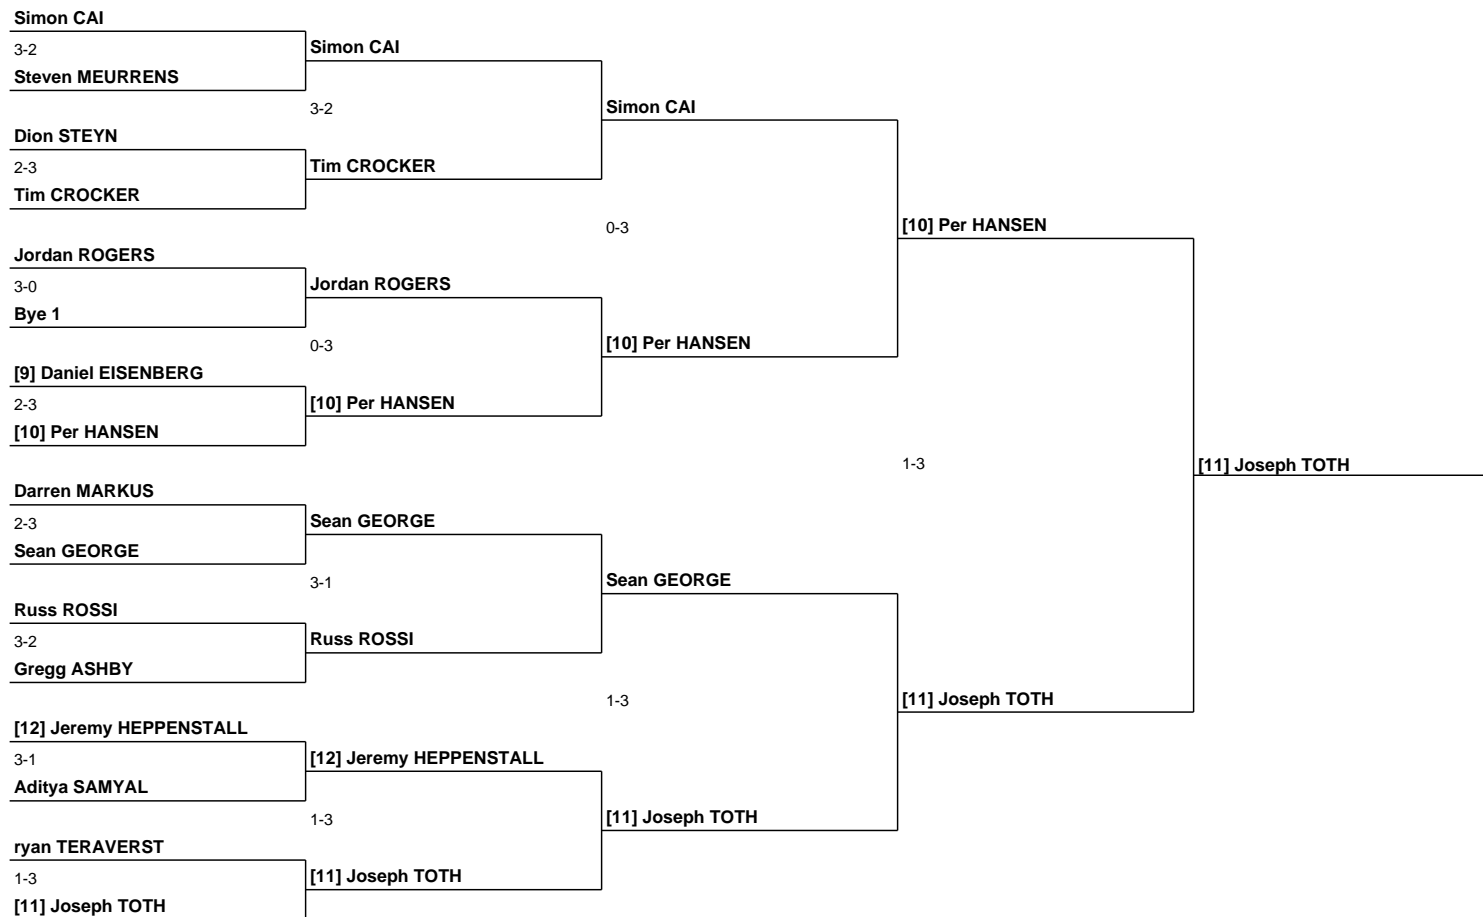 Simon CAI
3-2
Steven MEURRENS
Dion STEYN
2-3
Tim CROCKER
Jordan ROGERS
3-0
Bye 1
[9] Daniel EISENBERG
2-3
[10] Per HANSEN
Darren MARKUS
2-3
Sean GEORGE
Russ ROSSI
3-2
Gregg ASHBY
[12] Jeremy HEPPENSTALL
3-1
Aditya SAMYAL
ryan TERAVERST
1-3
[11] Joseph TOTH
Simon CAI
3-2
Tim CROCKER
Jordan ROGERS
0-3
[10] Per HANSEN
Sean GEORGE
3-1
Russ ROSSI
[12] Jeremy HEPPENSTALL
1-3
[11] Joseph TOTH
Simon CAI
0-3
[10] Per HANSEN
Sean GEORGE
1-3
[11] Joseph TOTH
[10] Per HANSEN
1-3
[11] Joseph TOTH
[11] Joseph TOTH